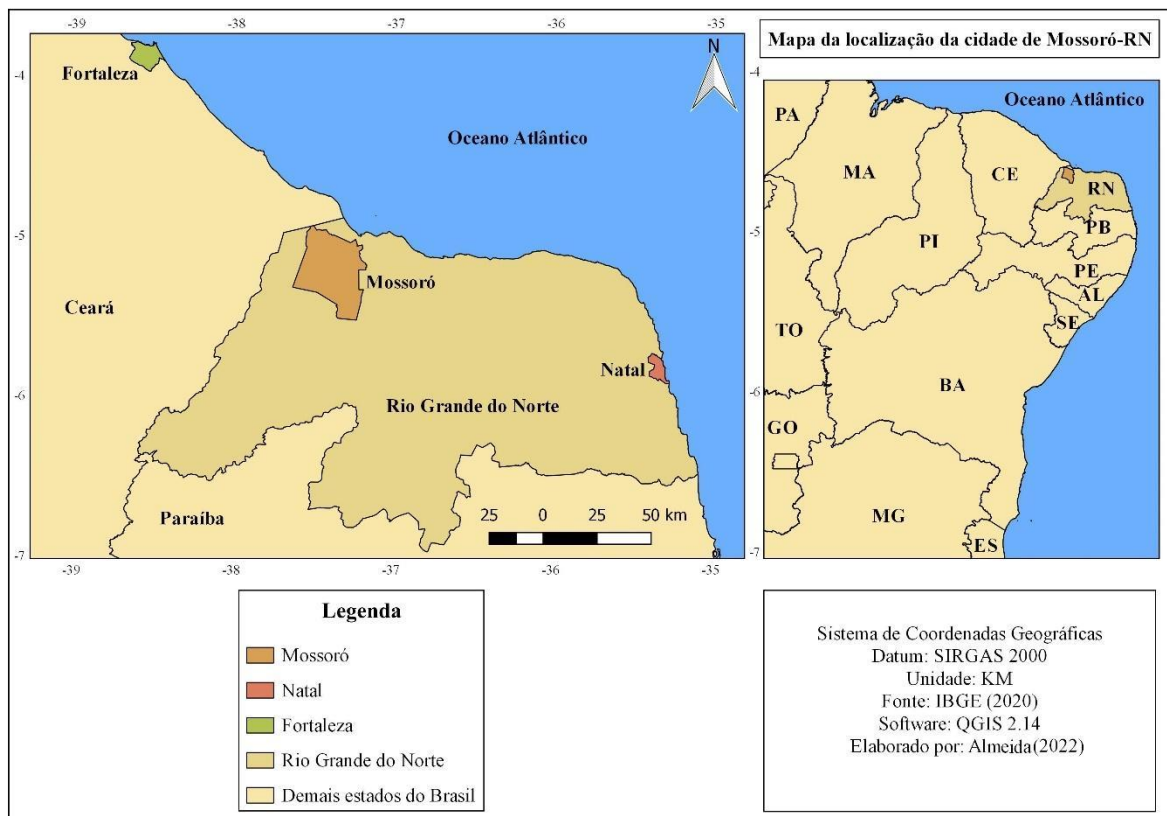 -39
-38
-37
-36
-35
N
-4
-5
-6
-7
Fortaleza
Oceano Atlântico
Mossoró
Ceará
Natal
Rio Grande do Norte
Paraíba
25 0 25 50 km
-39
-38
-37
-36
-35
Mapa da localização da cidade de Mossoró-RN
-4
-5
-6
-7
Oceano Atlântico
PA
MA
CE
RN
PB
PI
PE
AL
SE
TO
BA
GO
MG
ES
Legenda
Mossoró
Natal
Fortaleza
Rio Grande do Norte
Demais estados do Brasil
Sistema de Coordenadas Geográficas
Datum: SIRGAS 2000
Unidade: KM
Fonte: IBGE (2020)
Software: QGIS 2.14
Elaborado por: Almeida (2022)